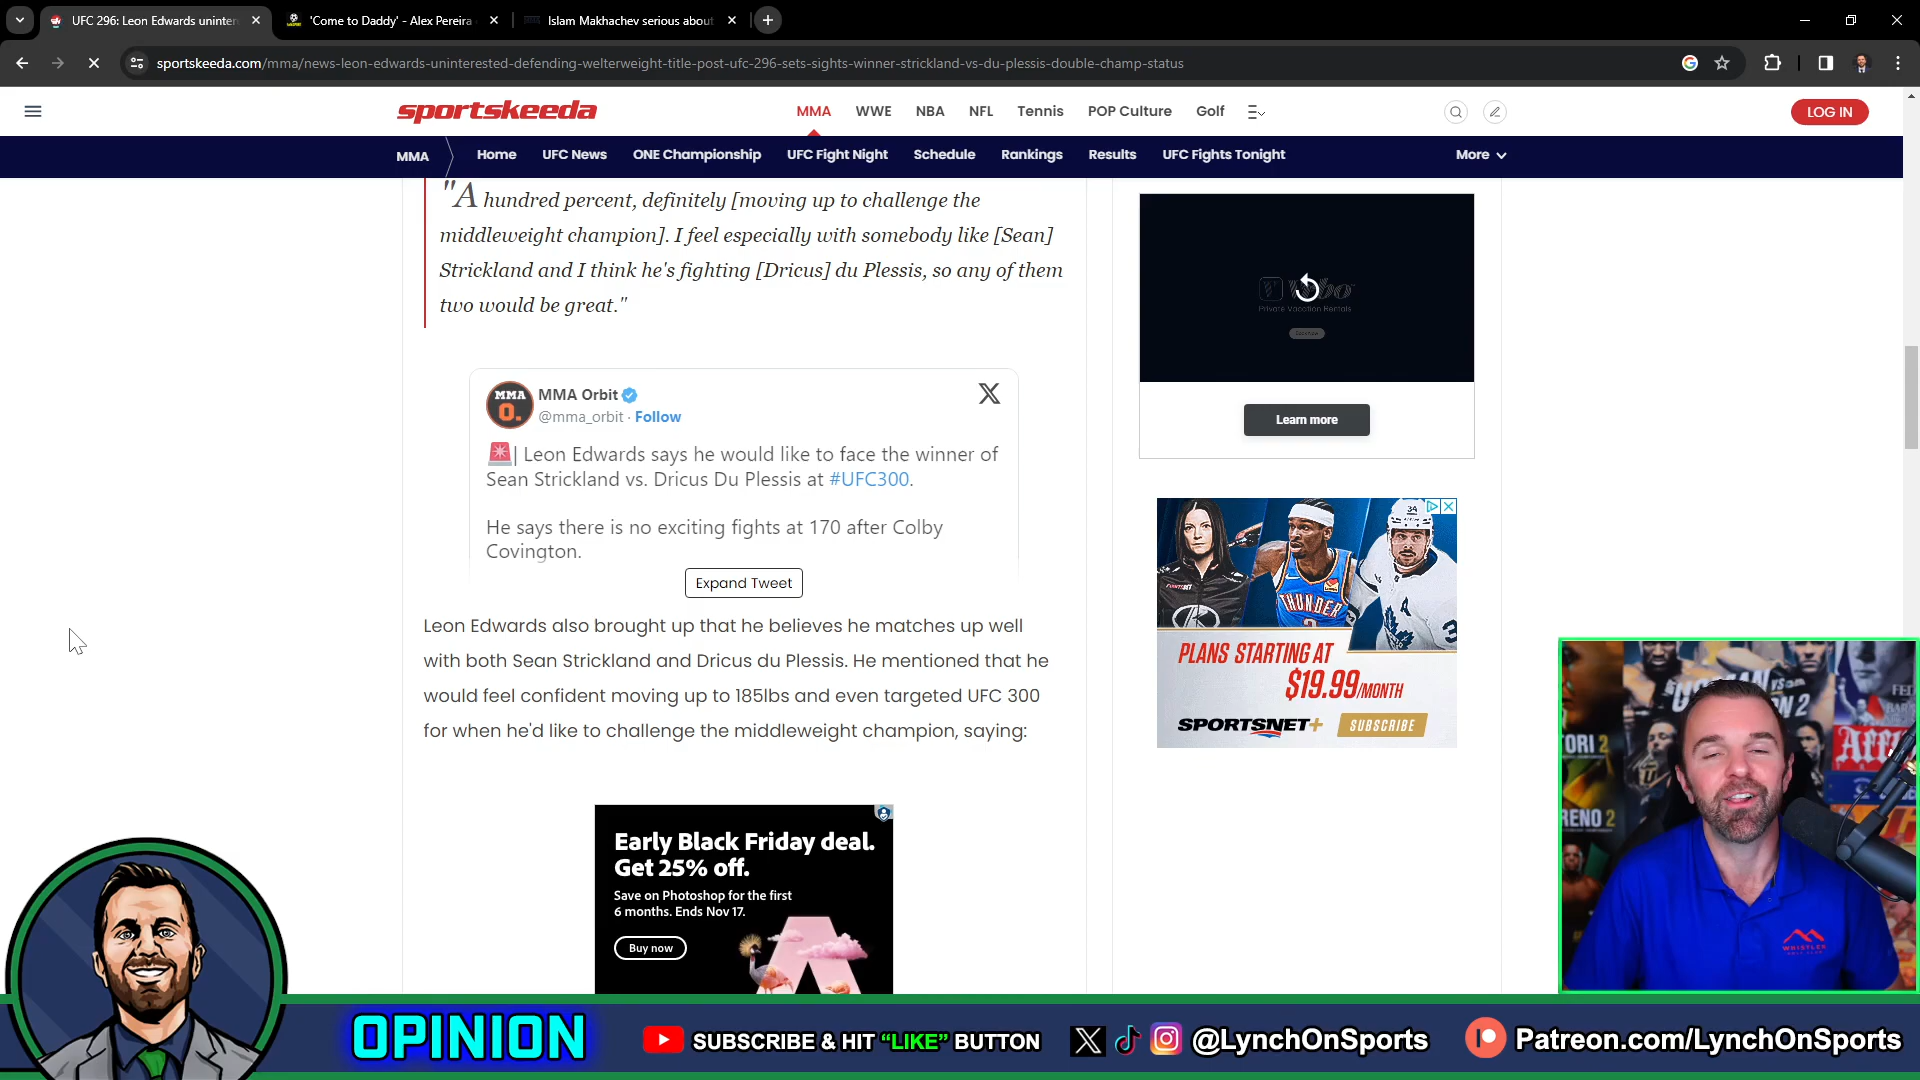 UFC 296: Leon Edwards uninter
'Come to Daddy' - Alex Pereira
Islam Makhachev serious about
sportskeeda.com/mma/news-leon-edwards-uninterested-defending-welterweight-title-post-ufc-296-sets-sights-winner-strickland-vs-du-plessis-double-champ-status
sportskeeda
MMA WWE NBA NFL Tennis POP Culture Golf
LOG IN
MMA Home UFC News ONE Championship UFC Fight Night Schedule Rankings Results UFC Fights Tonight More
"A hundred percent, definitely [moving up to challenge the
middleweight champion]. I feel especially with somebody like [Sean]
Strickland and I think he's fighting [Dricus] du Plessis, so any of them
two would be great."
MMA Orbit
@mma_orbit · Follow
MMA
O.
🚨| Leon Edwards says he would like to face the winner of
Sean Strickland vs. Dricus Du Plessis at #UFC300.
He says there is no exciting fights at 170 after Colby
Covington.
Expand Tweet
Leon Edwards also brought up that he believes he matches up well
with both Sean Strickland and Dricus du Plessis. He mentioned that he
would feel confident moving up to 185lbs and even targeted UFC 300
for when he'd like to challenge the middleweight champion, saying:
Early Black Friday deal.
Get 25% off.
Save on Photoshop for the first
6 months. Ends Nov 17.
Buy now
Private Vacation Rentals
Learn more
34
THUNDER
PLANS STARTING AT
$19.99/MONTH
SPORTSNET+
SUBSCRIBE
TORI 2
RENO 2
WHISTLER
OPINION
SUBSCRIBE & HIT “LIKE” BUTTON
@LynchOnSports
Patreon.com/LynchOnSports